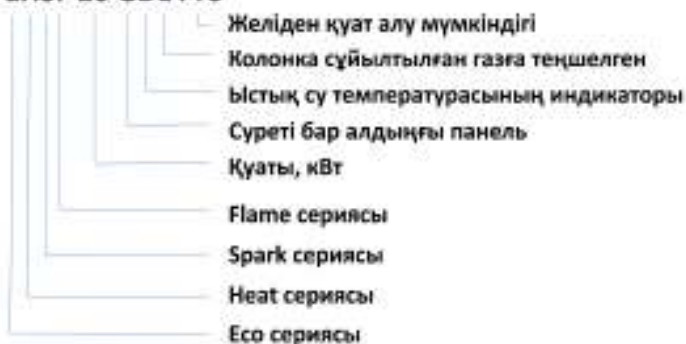 Желіден қуат алу мүмкіндігі
Колонка сұйылтылған газға теңшелген
Ыстық су температурасының индикаторы
Суреті бар алдыңғы панель
Қуаты, кВт
Flame сериясы
Spark сериясы
Heat сериясы
Eco сериясы